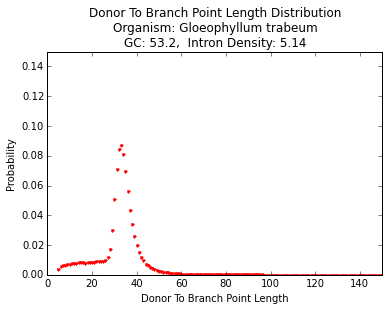 Donor To Branch Point Length Distribution
Organism: Gloeophyllum trabeum
GC: 53.2,  Intron Density: 5.14
0.14
0.12
0.10
0.08
0.06
0.04
0.02
0.00
Probability
0 20 40 60 80 100 120 140
Donor To Branch Point Length